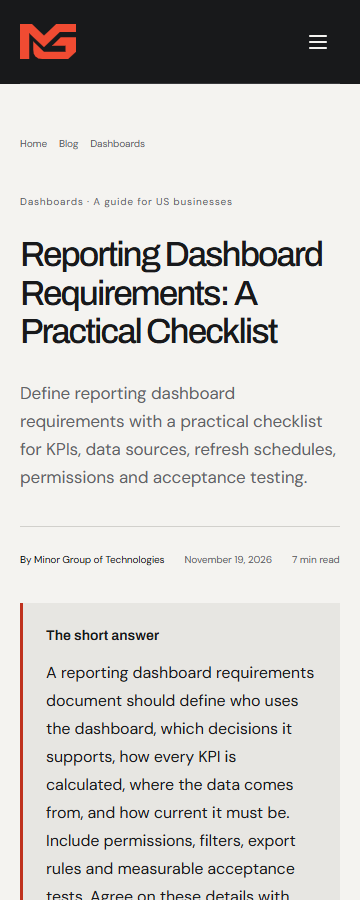 MG
Home Blog Dashboards
Dashboards · A guide for US businesses
Reporting Dashboard
Requirements: A
Practical Checklist
Define reporting dashboard
requirements with a practical checklist
for KPIs, data sources, refresh schedules,
permissions and acceptance testing.
By Minor Group of Technologies November 19, 2026 7 min read
The short answer
A reporting dashboard requirements
document should define who uses
the dashboard, which decisions it
supports, how every KPI is
calculated, where the data comes
from, and how current it must be.
Include permissions, filters, export
rules and measurable acceptance
tests. Agree on these details with